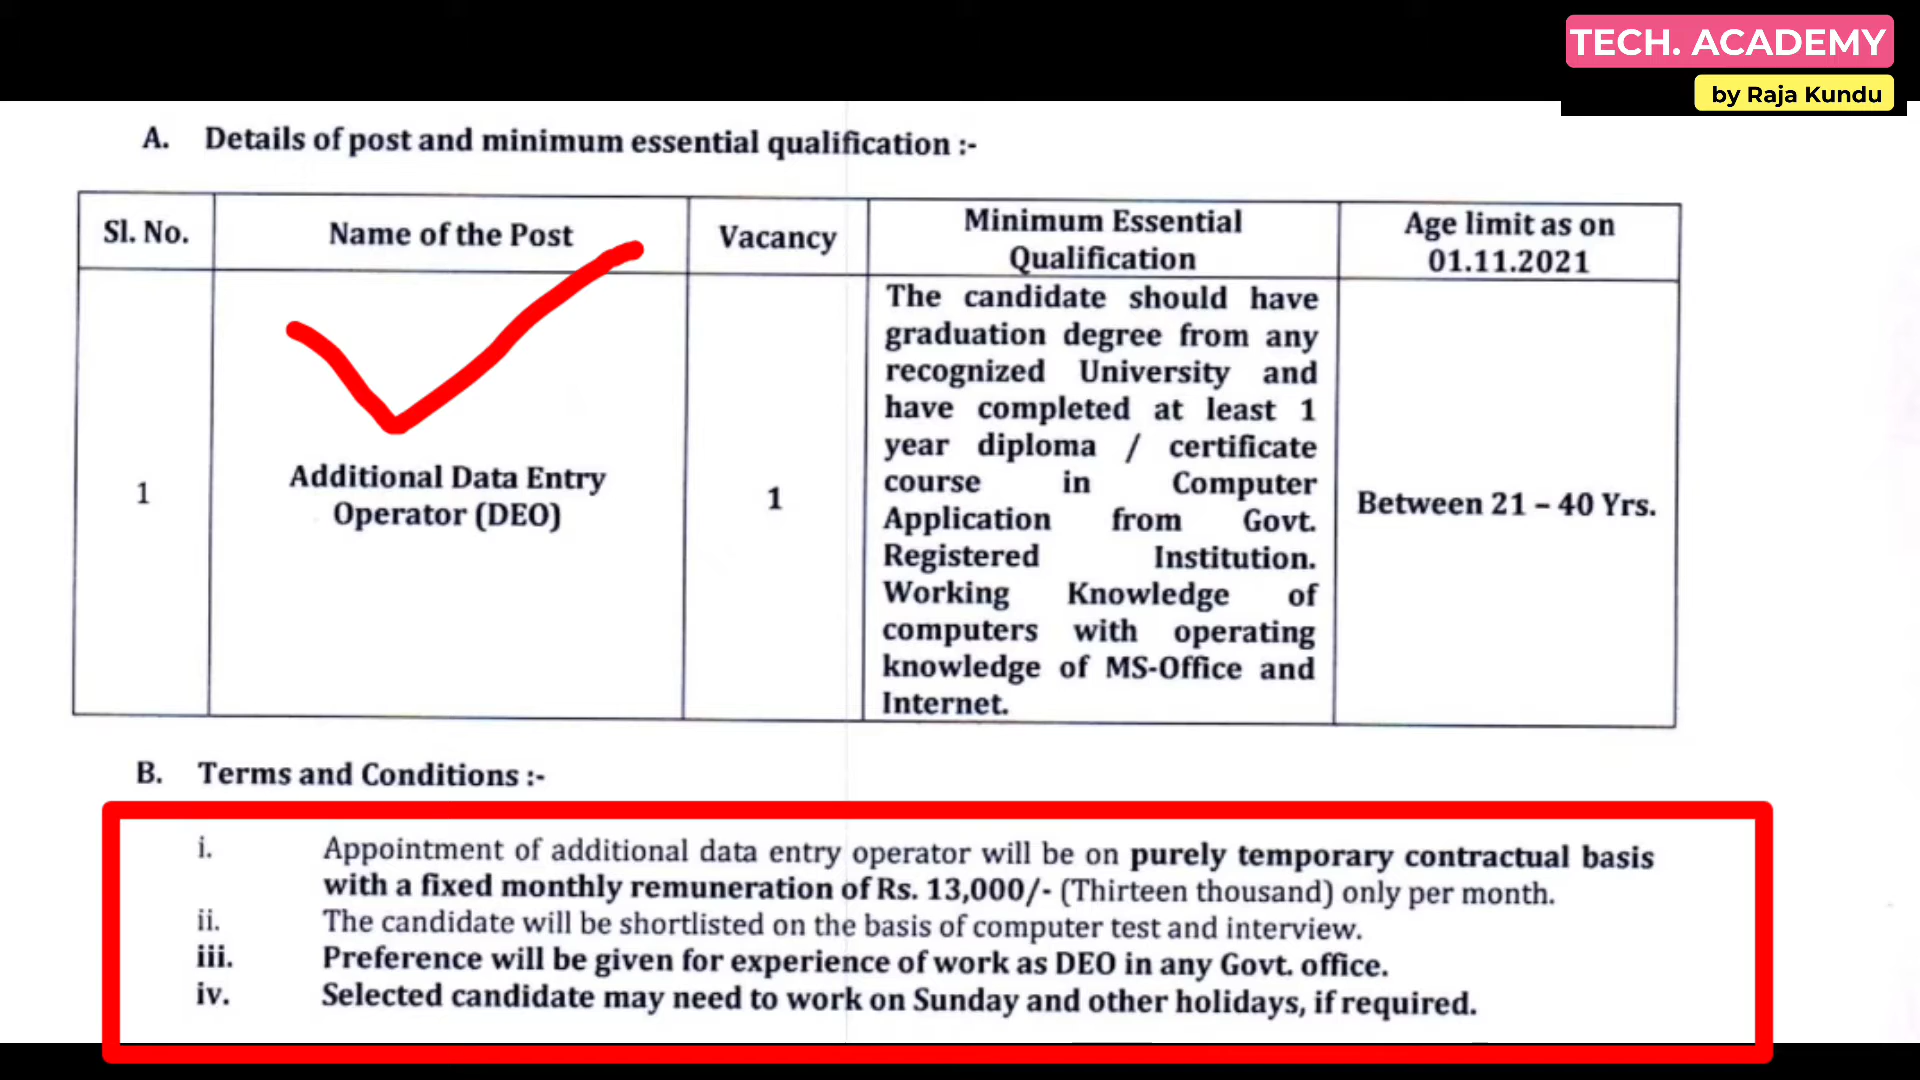 TECH. ACADEMY
by Raja Kundu
A. Details of post and minimum essential qualification :-
Sl. No.
Name of the Post
Vacancy
Minimum Essential
Qualification
Age limit as on
01.11.2021
1
Additional Data Entry
Operator (DEO)
1
The candidate should have
graduation degree from any
recognized University and
have completed at least 1
year diploma / certificate
course in Computer
Application from Govt.
Registered Institution.
Working Knowledge of
computers with operating
knowledge of MS-Office and
Internet.
Between 21 – 40 Yrs.
B. Terms and Conditions :-
i. Appointment of additional data entry operator will be on purely temporary contractual basis
with a fixed monthly remuneration of Rs. 13,000/- (Thirteen thousand) only per month.
ii. The candidate will be shortlisted on the basis of computer test and interview.
iii. Preference will be given for experience of work as DEO in any Govt. office.
iv. Selected candidate may need to work on Sunday and other holidays, if required.